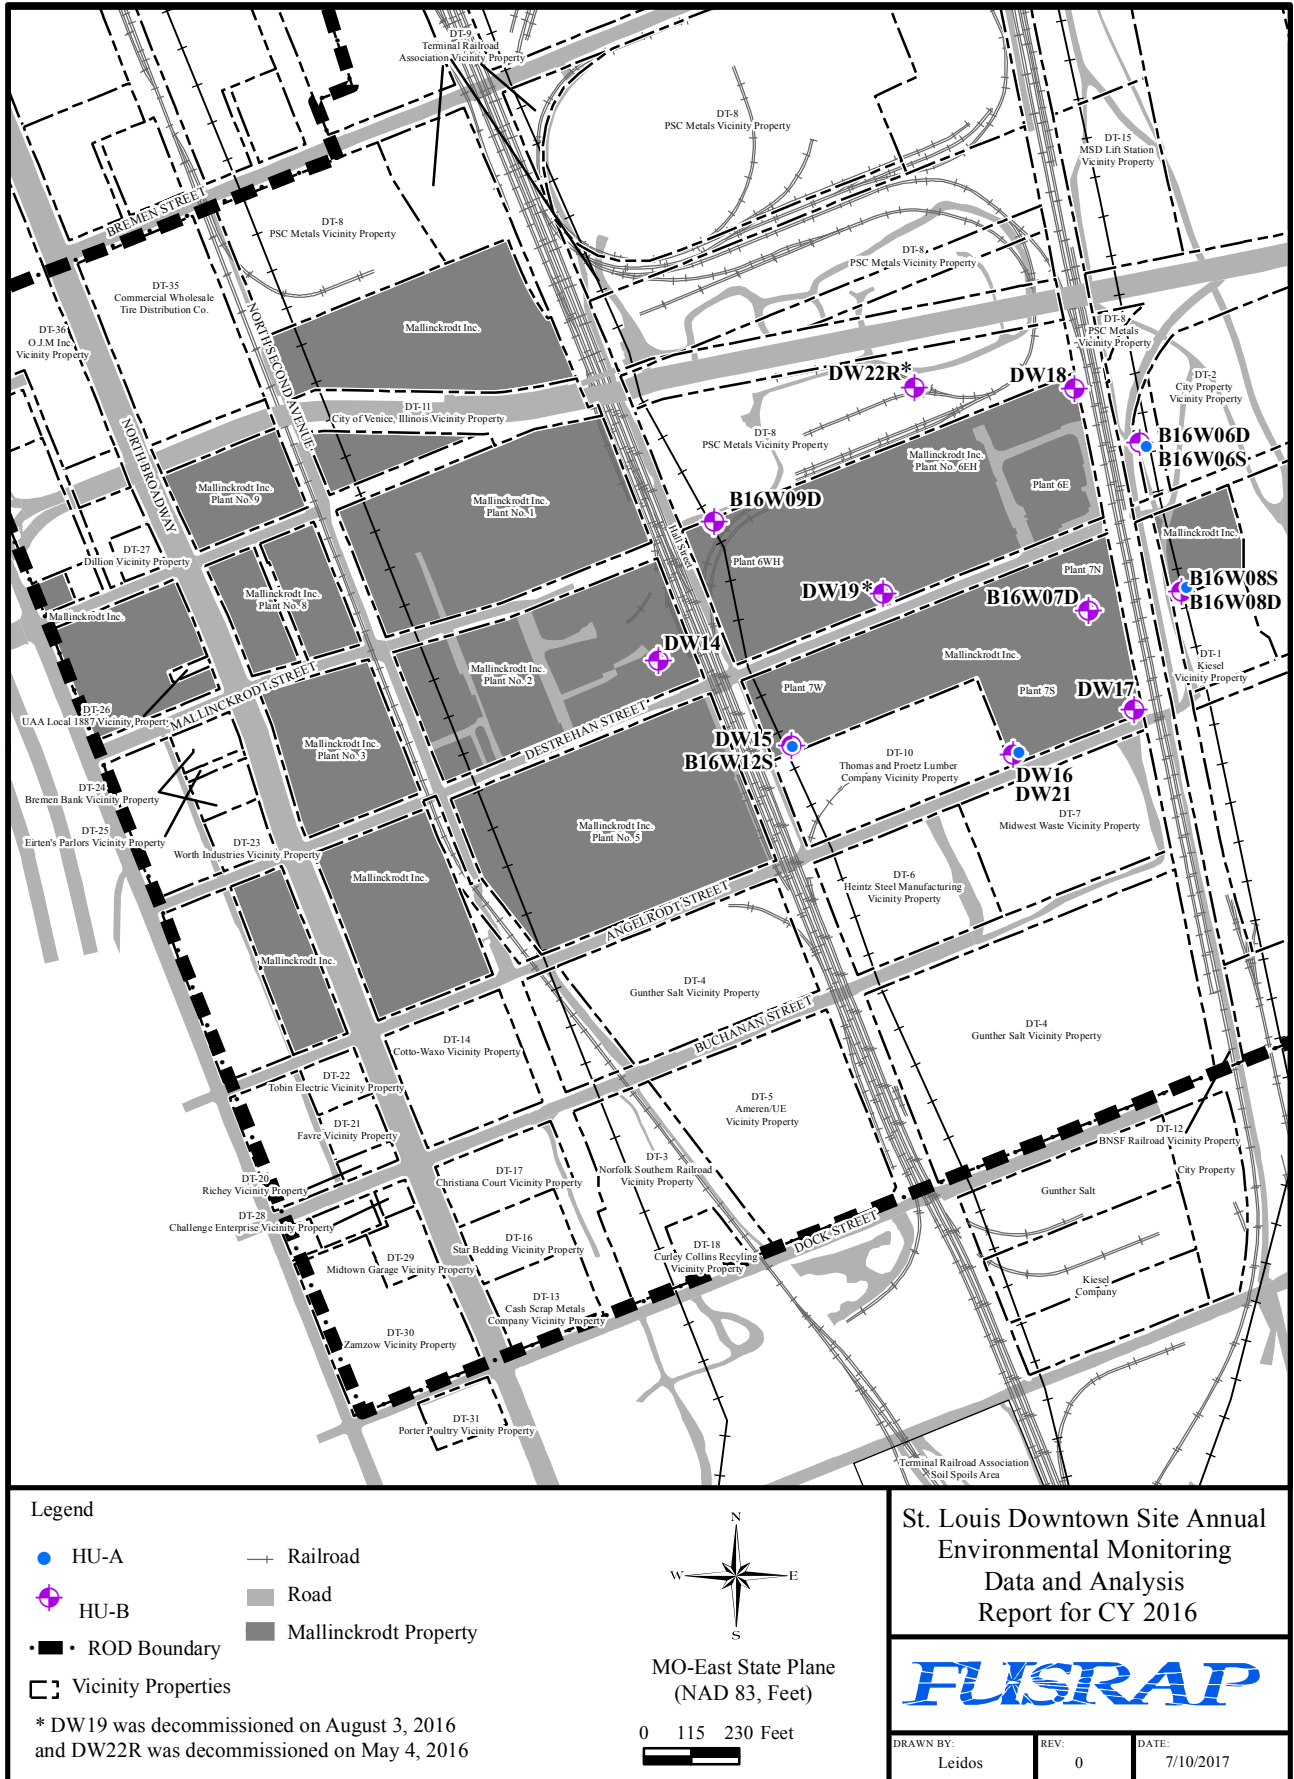 DT-9
Terminal Railroad
Association Vicinity Property
DT-8
PSC Metals Vicinity Property
DT-15
MSD Lift Station
Vicinity Property
BREMEN STREET
DT-8
PSC Metals Vicinity Property
DT-8
PSC Metals Vicinity Property
DT-35
Commercial Wholesale
Tire Distribution Co.
NORTH SECOND AVENUE
Mallinckrodt Inc.
DT-36
O.J.M Inc.
Vicinity Property
DT-8
PSC Metals
Vicinity Property
DT-2
City Property
Vicinity Property
DW22R*
DW18
DT-11
City of Venice, Illinois Vicinity Property
NORTH BROADWAY
DT-8
PSC Metals Vicinity Property
B16W06D
B16W06S
Mallinckrodt Inc.
Plant No. 6EH
Plant 6E
Mallinckrodt Inc.
Plant No. 9
Mallinckrodt Inc.
Plant No. 1
B16W09D
Hall Street
Mallinckrodt Inc.
DT-27
Dillion Vicinity Property
Plant 6WH
Plant 7N
DW19*
B16W07D
B16W08S
B16W08D
Mallinckrodt Inc.
Plant No. 8
Mallinckrodt Inc.
DW14
Mallinckrodt Inc.
DT-1
Kiesel
Vicinity Property
Mallinckrodt Inc.
Plant No. 2
Plant 7W
Plant 7S
DW17
MALLINCKRODT STREET
DT-26
UAA Local 1887 Vicinity Property
DESTREHAN STREET
DW15
B16W12S
Mallinckrodt Inc.
Plant No. 3
DT-10
Thomas and Proetz Lumber
Company Vicinity Property
DW16
DW21
DT-24
Bremen Bank Vicinity Property
DT-7
Midwest Waste Vicinity Property
DT-25
Eirten's Parlors Vicinity Property
DT-23
Worth Industries Vicinity Property
Mallinckrodt Inc.
Plant No. 5
Mallinckrodt Inc.
DT-6
Heintz Steel Manufacturing
Vicinity Property
ANGELRODT STREET
Mallinckrodt Inc.
DT-4
Gunther Salt Vicinity Property
BUCHANAN STREET
DT-4
Gunther Salt Vicinity Property
DT-14
Cotto-Waxo Vicinity Property
DT-22
Tobin Electric Vicinity Property
DT-5
Ameren/UE
Vicinity Property
DT-21
Favre Vicinity Property
DT-12
BNSF Railroad Vicinity Property
DT-3
Norfolk Southern Railroad
Vicinity Property
DT-17
Christiana Court Vicinity Property
City Property
DT-20
Richey Vicinity Property
Gunther Salt
DT-28
Challenge Enterprise Vicinity Property
DOCK STREET
DT-16
Star Bedding Vicinity Property
DT-18
Curley Collins Recyling
Vicinity Property
DT-29
Midtown Garage Vicinity Property
Kiesel
Company
DT-13
Cash Scrap Metals
Company Vicinity Property
DT-30
Zamzow Vicinity Property
DT-31
Porter Poultry Vicinity Property
Terminal Railroad Association
Soil Spoils Area
Legend
HU-A
HU-B
ROD Boundary
Vicinity Properties
Railroad
Road
Mallinckrodt Property
* DW19 was decommissioned on August 3, 2016
and DW22R was decommissioned on May 4, 2016
N
W
E
S
MO-East State Plane
(NAD 83, Feet)
0 115 230 Feet
St. Louis Downtown Site Annual
Environmental Monitoring
Data and Analysis
Report for CY 2016
FUSRAP
DRAWN BY:
Leidos
REV:
0
DATE:
7/10/2017